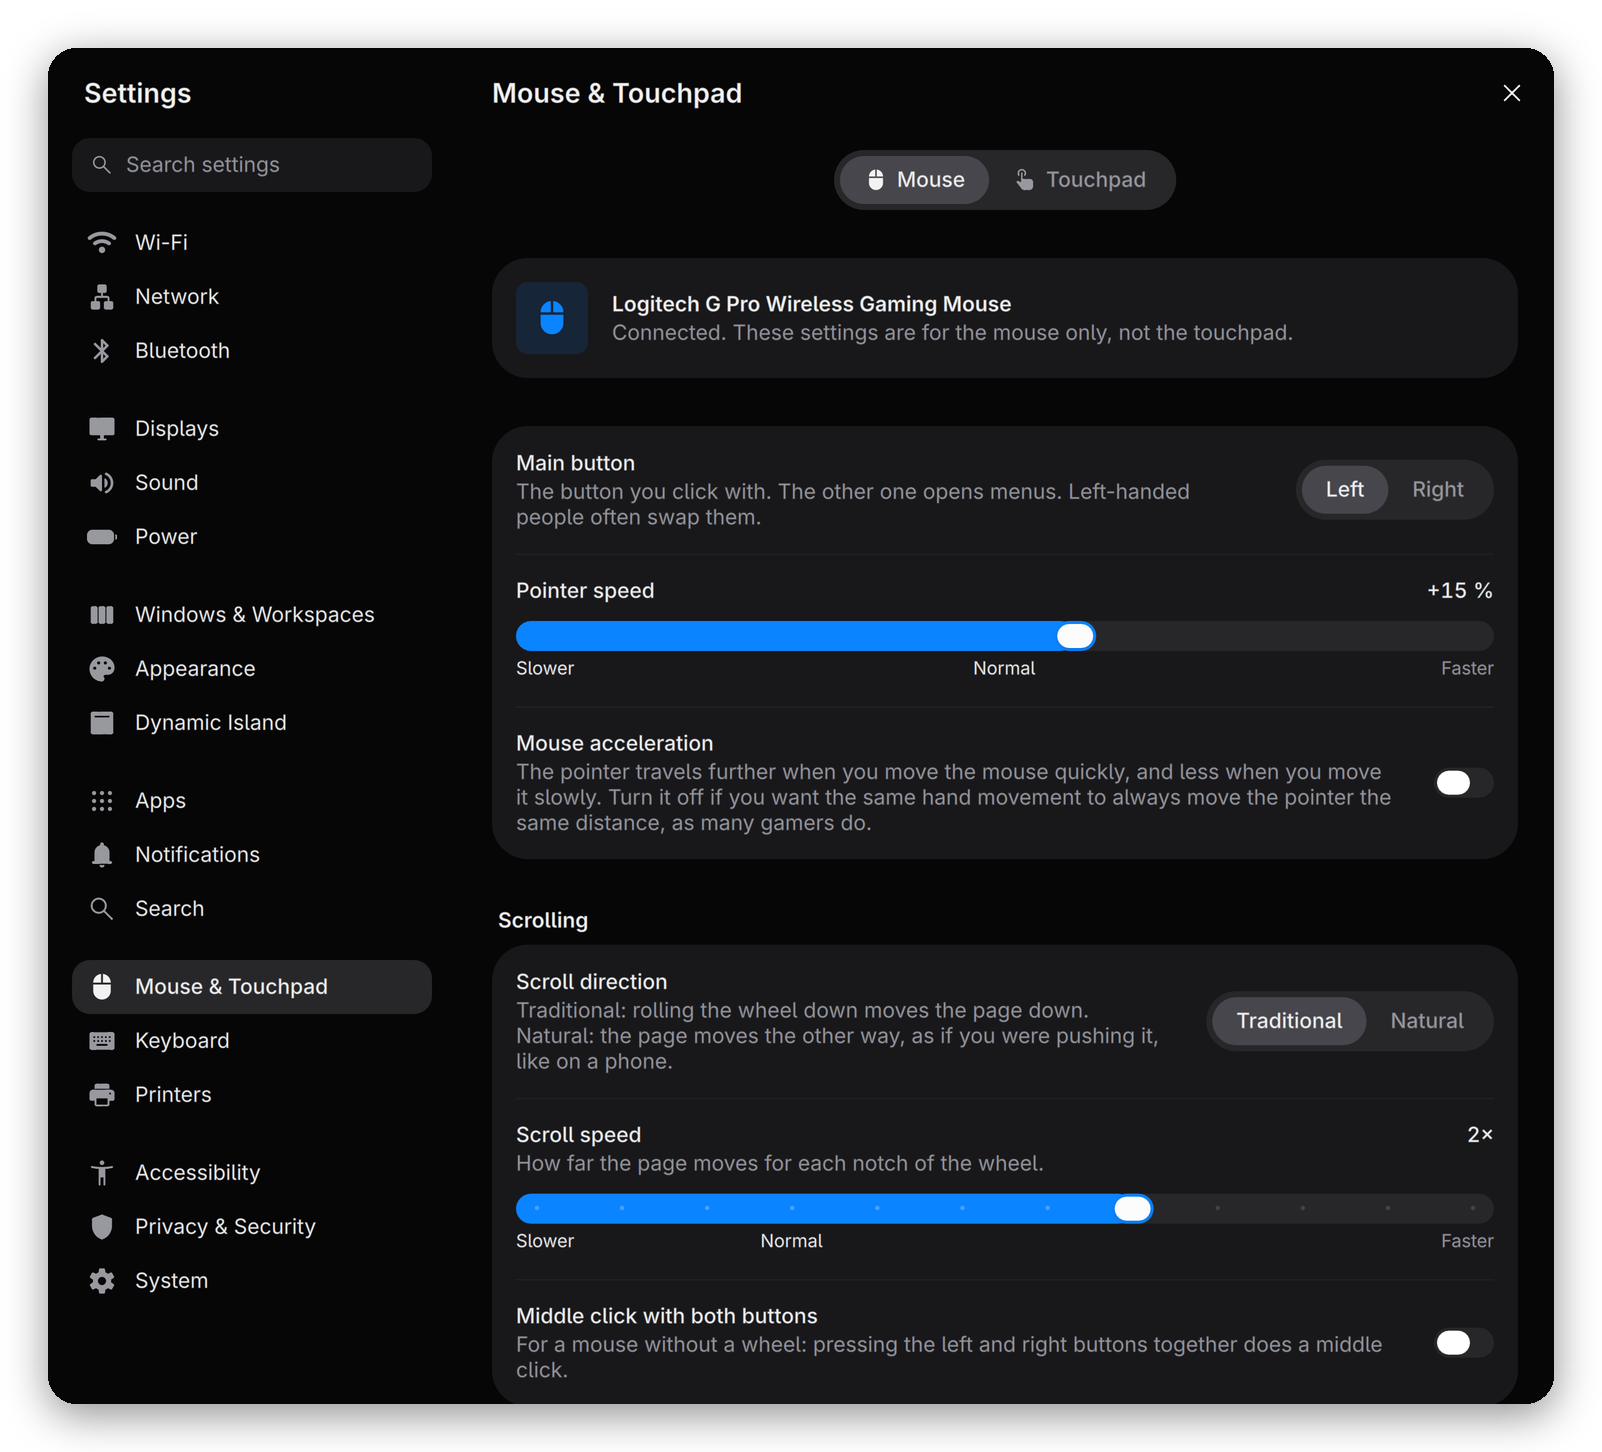 Settings
Search settings
Wi-Fi
Network
Bluetooth
Displays
Sound
Power
Windows & Workspaces
Appearance
Dynamic Island
Apps
Notifications
Search
Mouse & Touchpad
Keyboard
Printers
Accessibility
Privacy & Security
System
Mouse & Touchpad
Mouse
Touchpad
Logitech G Pro Wireless Gaming Mouse
Connected. These settings are for the mouse only, not the touchpad.
Main button
The button you click with. The other one opens menus. Left-handed
people often swap them.
Left
Right
Pointer speed
+15 %
Slower
Normal
Faster
Mouse acceleration
The pointer travels further when you move the mouse quickly, and less when you move
it slowly. Turn it off if you want the same hand movement to always move the pointer the
same distance, as many gamers do.
Scrolling
Scroll direction
Traditional: rolling the wheel down moves the page down.
Natural: the page moves the other way, as if you were pushing it,
like on a phone.
Traditional
Natural
Scroll speed
2×
How far the page moves for each notch of the wheel.
Slower
Normal
Faster
Middle click with both buttons
For a mouse without a wheel: pressing the left and right buttons together does a middle
click.